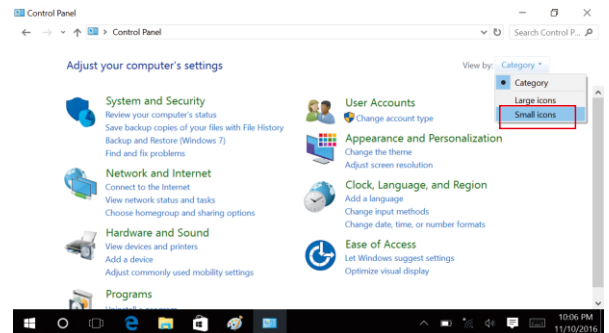 Control Panel
Control Panel
Search Control P...
Adjust your computer's settings
View by: Category
Category
Large icons
Small icons
System and Security
Review your computer's status
Save backup copies of your files with File History
Backup and Restore (Windows 7)
Find and fix problems
Network and Internet
Connect to the Internet
View network status and tasks
Choose homegroup and sharing options
Hardware and Sound
View devices and printers
Add a device
Adjust commonly used mobility settings
Programs
User Accounts
Change account type
Appearance and Personalization
Change the theme
Adjust screen resolution
Clock, Language, and Region
Add a language
Change input methods
Change date, time, or number formats
Ease of Access
Let Windows suggest settings
Optimize visual display
10:06 PM
11/10/2016